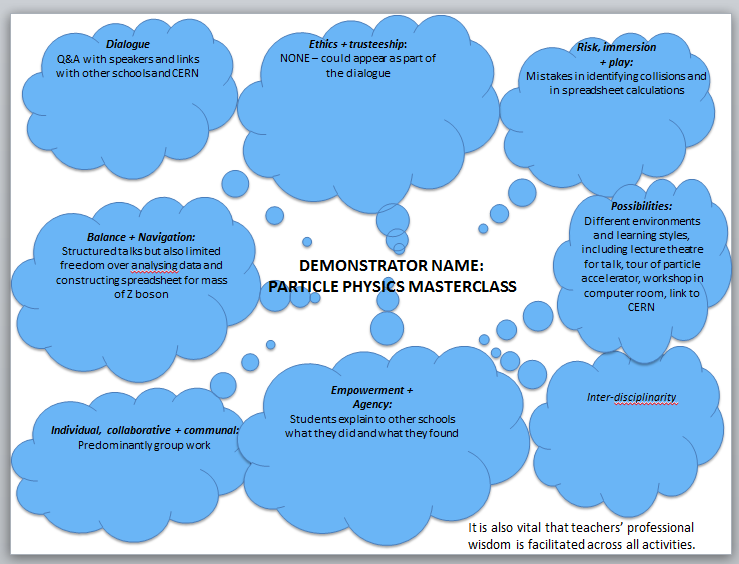 Dialogue
Q&A with speakers and links
with other schools and CERN
Ethics + trusteeship:
NONE – could appear as part of
the dialogue
Risk, immersion
+ play:
Mistakes in identifying collisions and
in spreadsheet calculations
Balance + Navigation:
Structured talks but also limited
freedom over analysing data and
constructing spreadsheet for mass
of Z boson
DEMONSTRATOR NAME:
PARTICLE PHYSICS MASTERCLASS
Possibilities:
Different environments
and learning styles,
including lecture theatre
for talk, tour of particle
accelerator, workshop in
computer room, link to
CERN
Individual, collaborative + communal:
Predominantly group work
Empowerment +
Agency:
Students explain to other schools
what they did and what they found
Inter-disciplinarity
It is also vital that teachers’ professional
wisdom is facilitated across all activities.